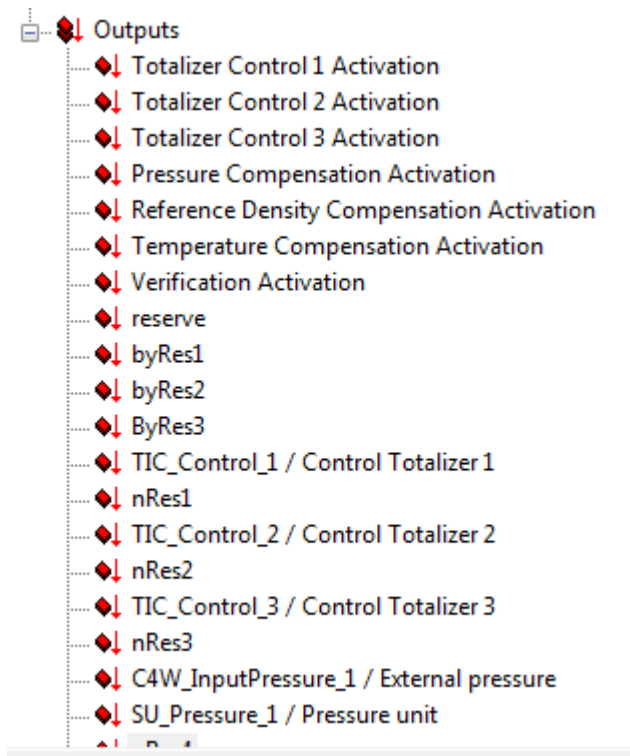 Outputs
Totalizer Control 1 Activation
Totalizer Control 2 Activation
Totalizer Control 3 Activation
Pressure Compensation Activation
Reference Density Compensation Activation
Temperature Compensation Activation
Verification Activation
reserve
byRes1
byRes2
ByRes3
TIC_Control_1 / Control Totalizer 1
nRes1
TIC_Control_2 / Control Totalizer 2
nRes2
TIC_Control_3 / Control Totalizer 3
nRes3
C4W_InputPressure_1 / External pressure
SU_Pressure_1 / Pressure unit